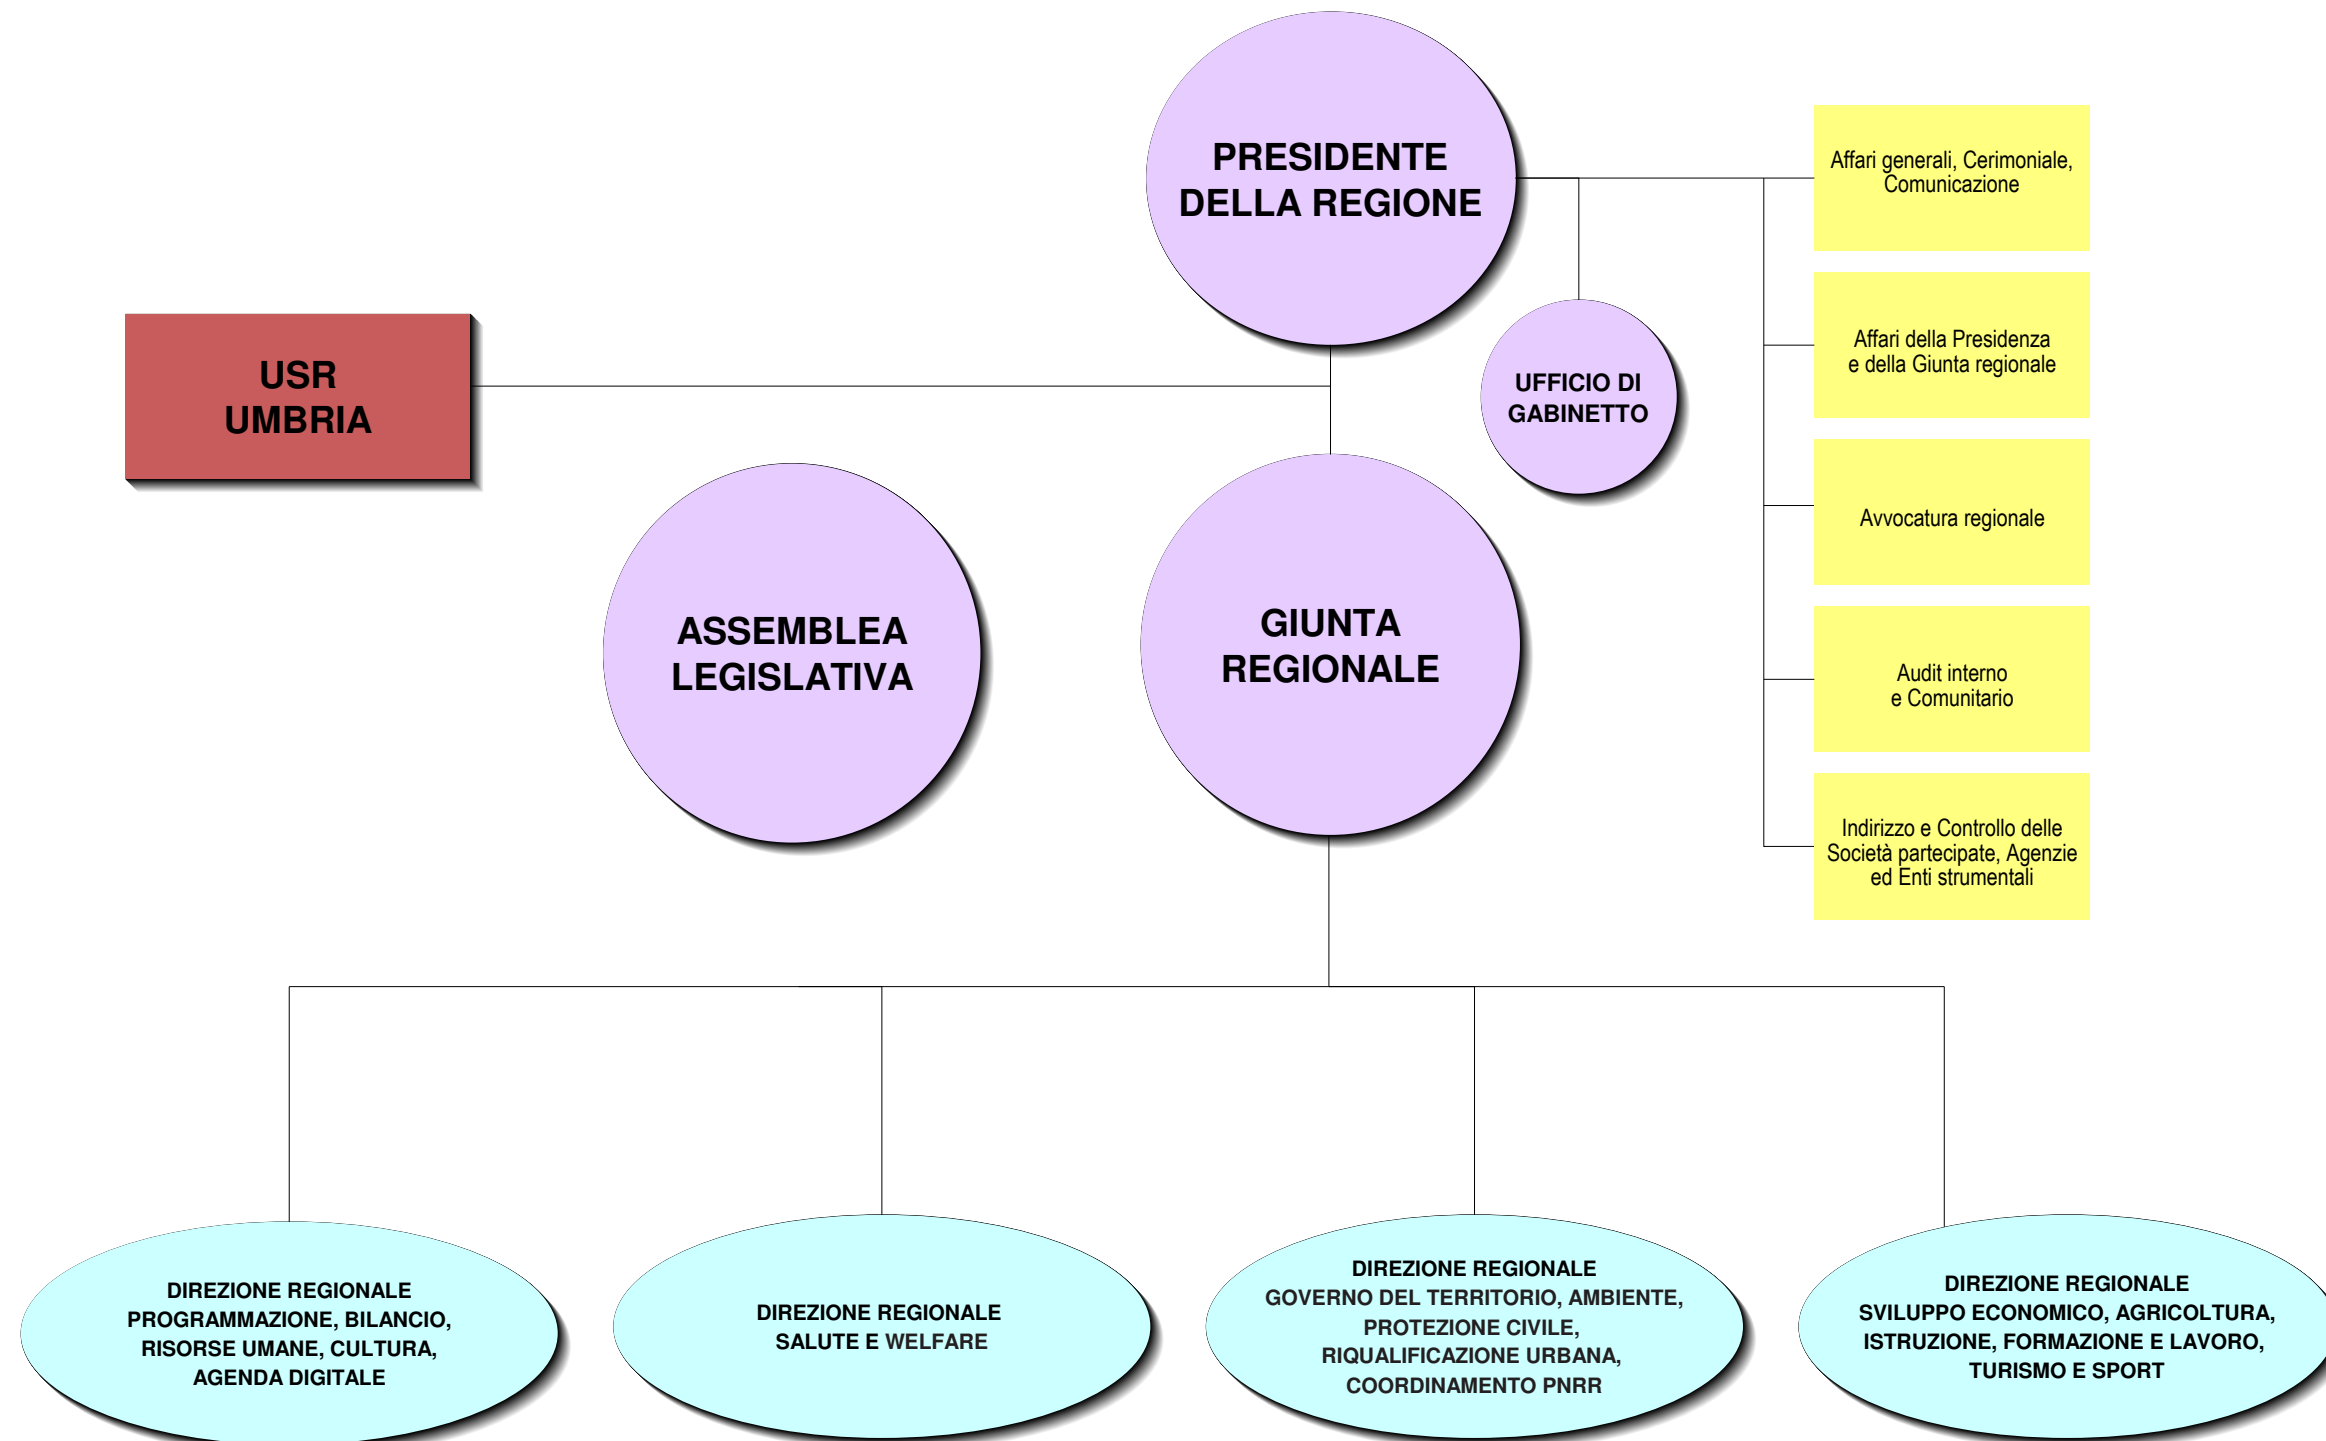 PRESIDENTE
DELLA REGIONE
Affari generali, Cerimoniale,
Comunicazione
Affari della Presidenza
e della Giunta regionale
USR
UMBRIA
UFFICIO DI
GABINETTO
Avvocatura regionale
ASSEMBLEA
LEGISLATIVA
GIUNTA
REGIONALE
Audit interno
e Comunitario
Indirizzo e Controllo delle
Società partecipate, Agenzie
ed Enti strumentali
DIREZIONE REGIONALE
PROGRAMMAZIONE, BILANCIO,
RISORSE UMANE, CULTURA,
AGENDA DIGITALE
DIREZIONE REGIONALE
SALUTE E WELFARE
DIREZIONE REGIONALE
GOVERNO DEL TERRITORIO, AMBIENTE,
PROTEZIONE CIVILE,
RIQUALIFICAZIONE URBANA,
COORDINAMENTO PNRR
DIREZIONE REGIONALE
SVILUPPO ECONOMICO, AGRICOLTURA,
ISTRUZIONE, FORMAZIONE E LAVORO,
TURISMO E SPORT